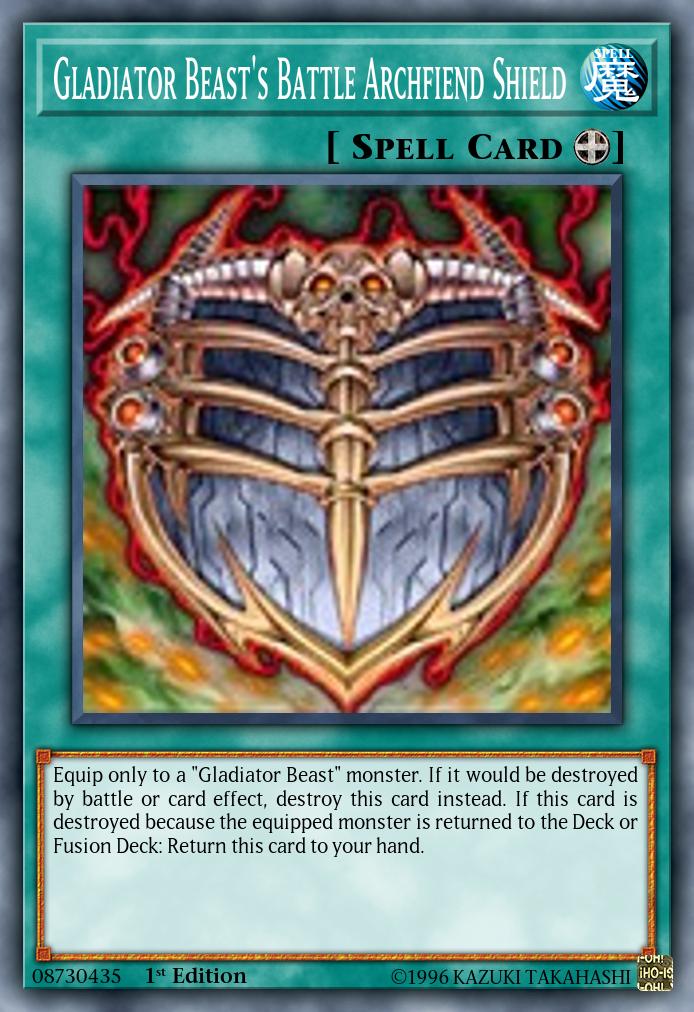 Gladiator Beast's Battle Archfiend Shield
SPELL
魔
[ Spell Card ]
Equip only to a "Gladiator Beast" monster. If it would be destroyed
by battle or card effect, destroy this card instead. If this card is
destroyed because the equipped monster is returned to the Deck or
Fusion Deck: Return this card to your hand.
08730435 1st Edition ©1996 KAZUKI TAKAHASHI